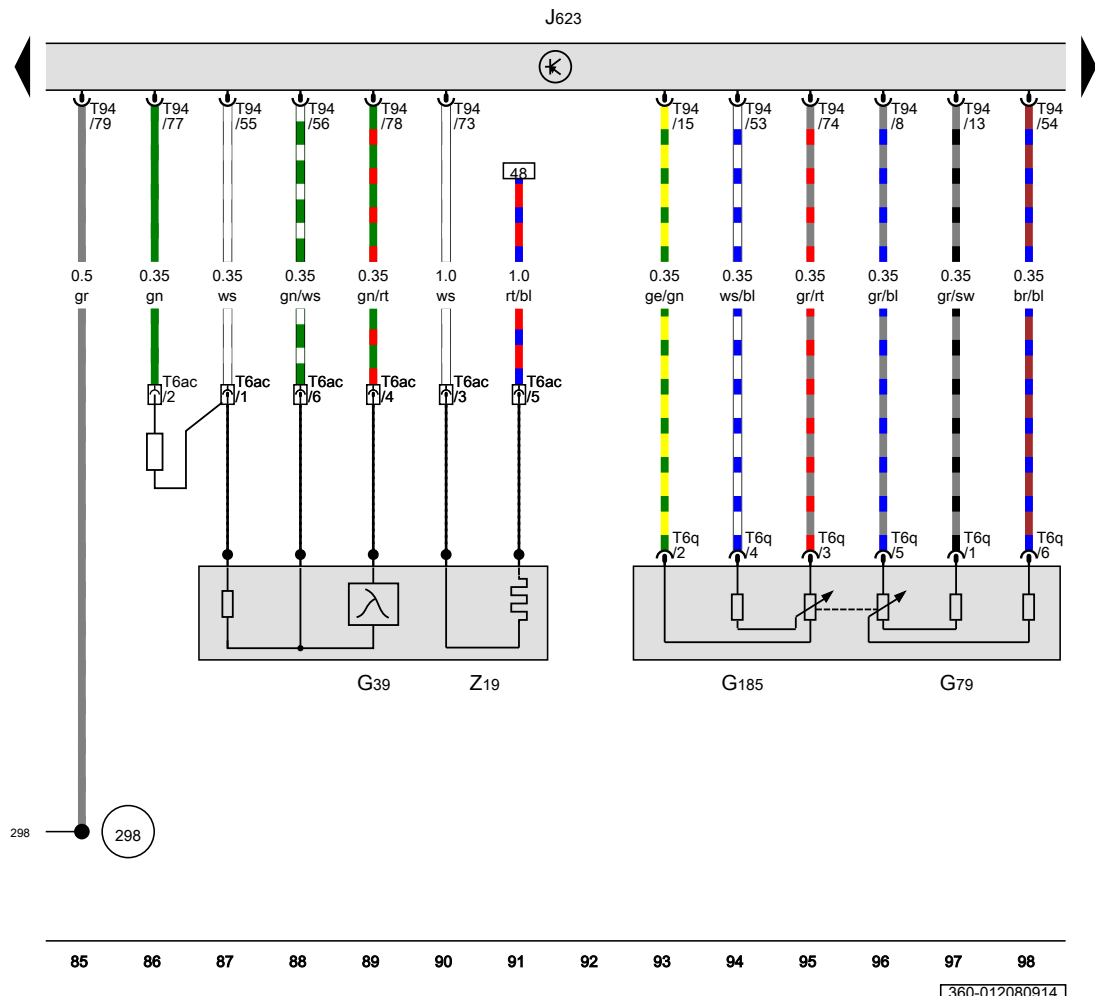 J623
T94 T94 T94 T94 T94 T94 T94 T94 T94 T94 T94 T94
/79 /77 /55 /56 /78 /73 /15 /53 /74 /8 /13 /54
48
0.5 0.35 0.35 0.35 0.35 1.0 1.0 0.35 0.35 0.35 0.35 0.35 0.35
gr gn ws gn/ws gn/rt ws rt/bl ge/gn ws/bl gr/rt gr/bl gr/sw br/bl
T6ac T6ac T6ac T6ac T6ac T6ac
/2 /1 /6 /4 /3 /5
T6q T6q T6q T6q T6q T6q
/2 /4 /3 /5 /1 /6
G39 Z19 G185 G79
298 298
85 86 87 88 89 90 91 92 93 94 95 96 97 98
360-012080914